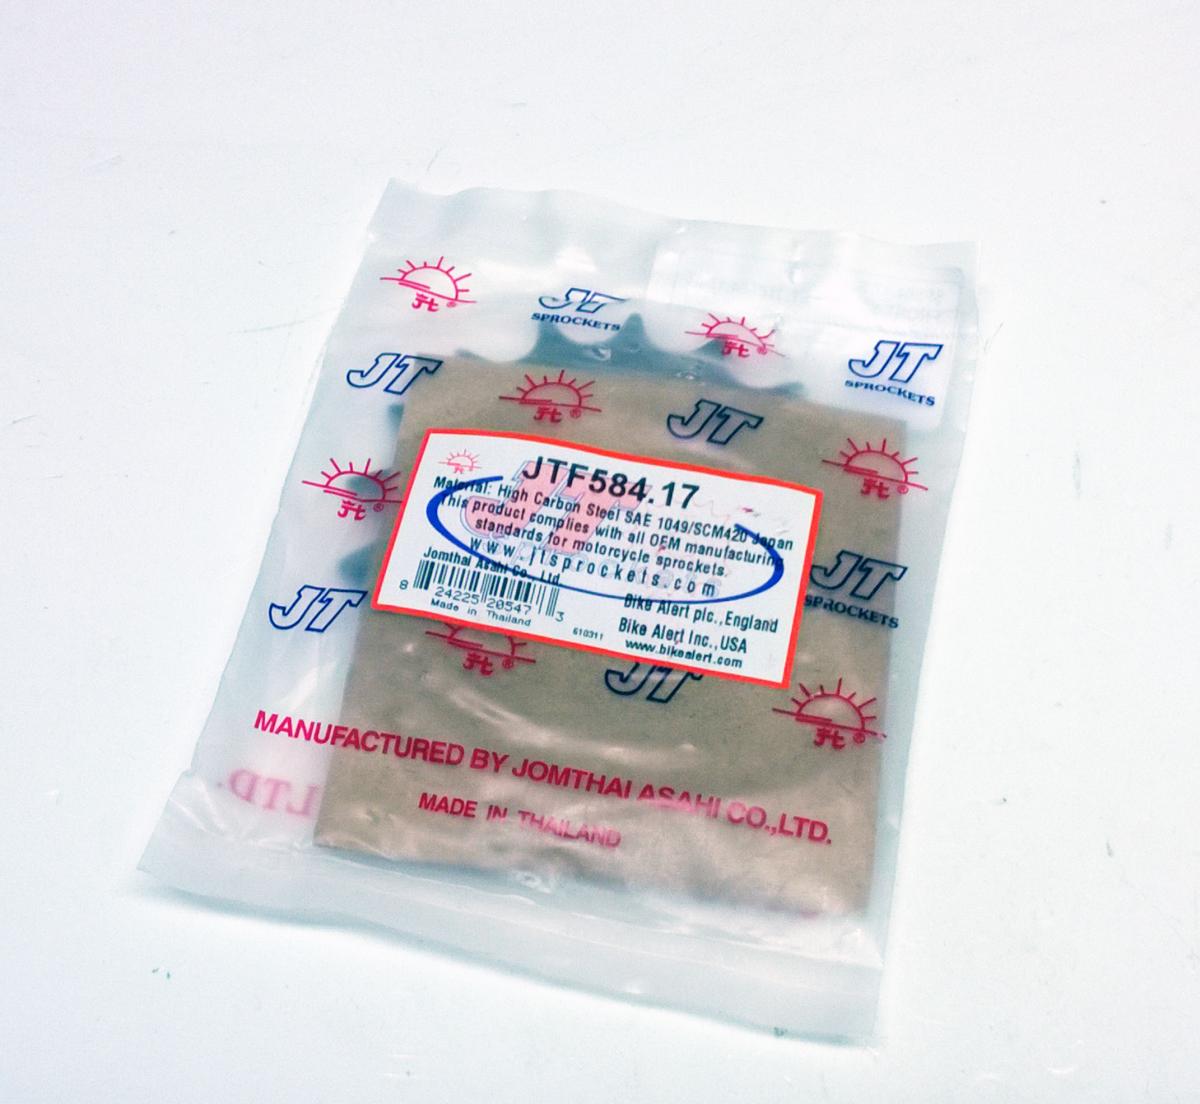 JT
SPROCKETS
JT
SPROCKETS
JT
JT
JTF584.17
Material: High Carbon Steel SAE 1049/SCM420 Japan
This product complies with all OEM manufacturing
standards for motorcycle sprockets.
www.jtsprockets.com
Jomthai Asahi Co., Ltd
8 24225 20547 3
Made in Thailand
610311
Bike Alert plc., England
Bike Alert Inc., USA
www.bikealert.com
JT
SPROCKETS
JT
JT
MANUFACTURED BY JOMTHAI ASAHI CO.,LTD.
MADE IN THAILAND
LTD.